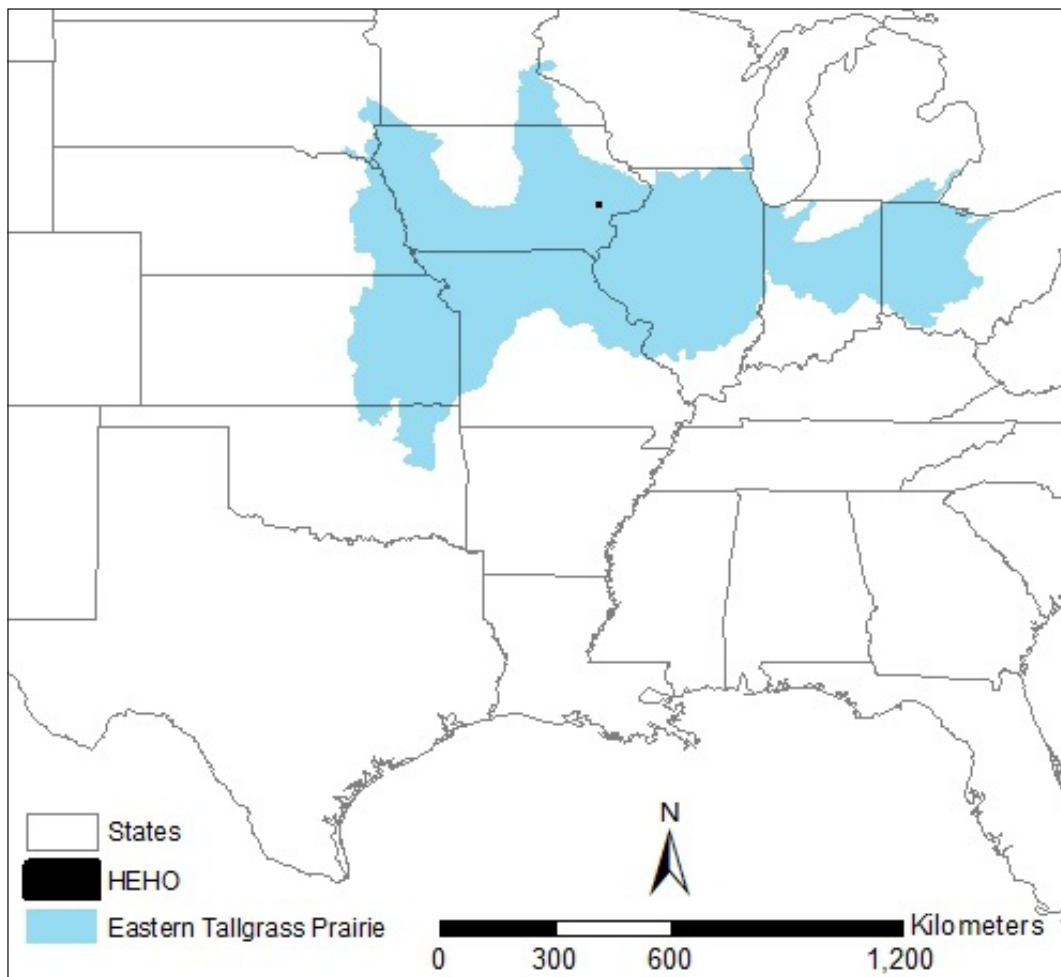 N
States
HEHO
Eastern Tallgrass Prairie
Kilometers
0 300 600 1,200